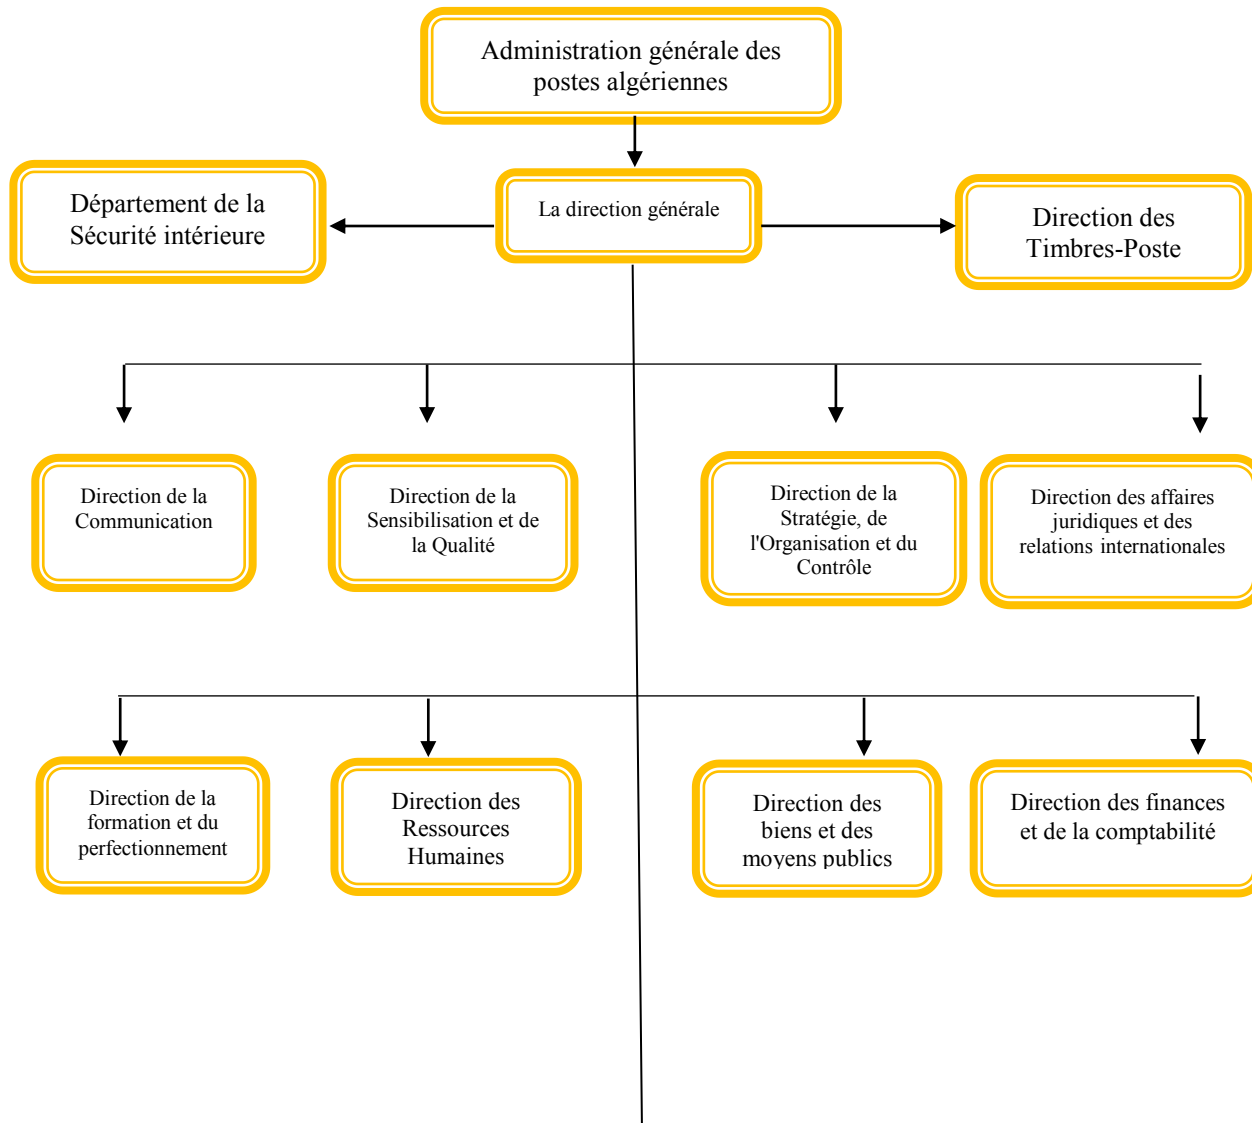 Administration générale des
postes algériennes
Département de la
Sécurité intérieure
La direction générale
Direction des
Timbres-Poste
Direction de la
Communication
Direction de la
Sensibilisation et de
la Qualité
Direction de la
Stratégie, de
l'Organisation et du
Contrôle
Direction des affaires
juridiques et des
relations internationales
Direction de la
formation et du
perfectionnement
Direction des
Ressources
Humaines
Direction des
biens et des
moyens publics
Direction des finances
et de la comptabilité